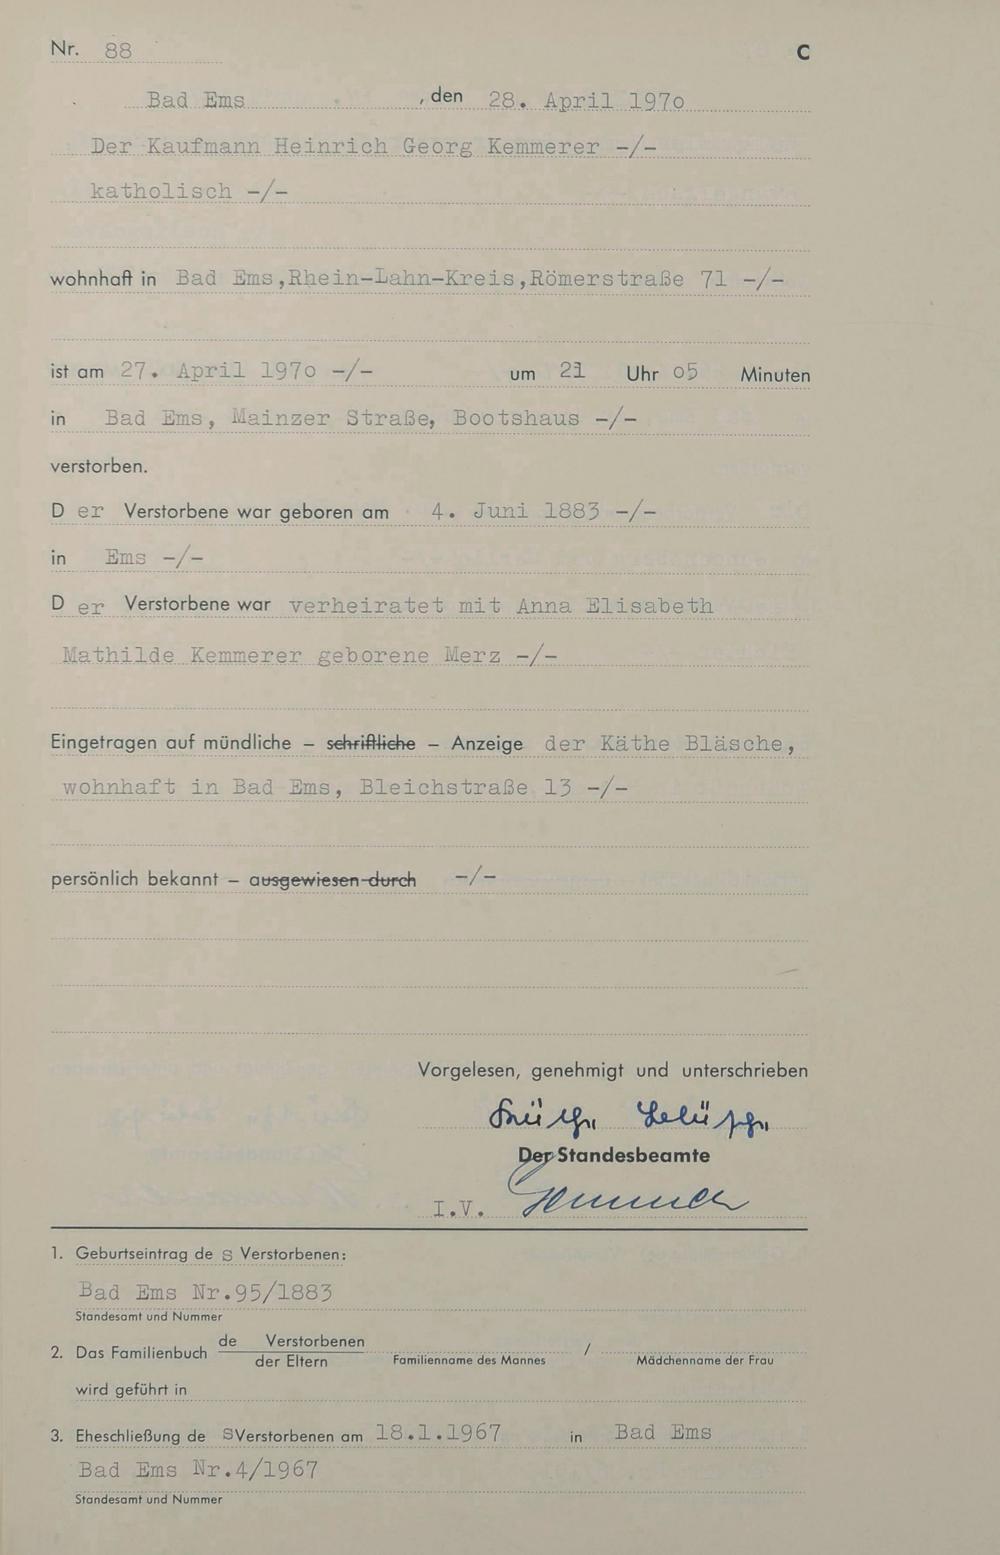 Nr. 88 C
Bad Ems , den 28. April 197o
Der Kaufmann Heinrich Georg Kemmerer -/-
katholisch -/-
wohnhaft in Bad Ems,Rhein-Lahn-Kreis,Römerstraße 71 -/-
ist am 27. April 197o -/- um 21 Uhr o5 Minuten
in Bad Ems, Mainzer Straße, Bootshaus -/-
verstorben.
D er Verstorbene war geboren am 4. Juni 1883 -/-
in Ems -/-
D er Verstorbene war verheiratet mit Anna Elisabeth
Mathilde Kemmerer geborene Merz -/-
Eingetragen auf mündliche – schriftliche – Anzeige der Käthe Bläsche,
wohnhaft in Bad Ems, Bleichstraße 13 -/-
persönlich bekannt – ausgewiesen durch -/-
Vorgelesen, genehmigt und unterschrieben
Der Standesbeamte
I.V.
1. Geburtseintrag de s Verstorbenen:
Bad Ems Nr.95/1883
Standesamt und Nummer
2. Das Familienbuch de Verstorbenen / der Eltern Familienname des Mannes / Mädchenname der Frau
wird geführt in
3. Eheschließung de s Verstorbenen am 18.1.1967 in Bad Ems
Bad Ems Nr.4/1967
Standesamt und Nummer